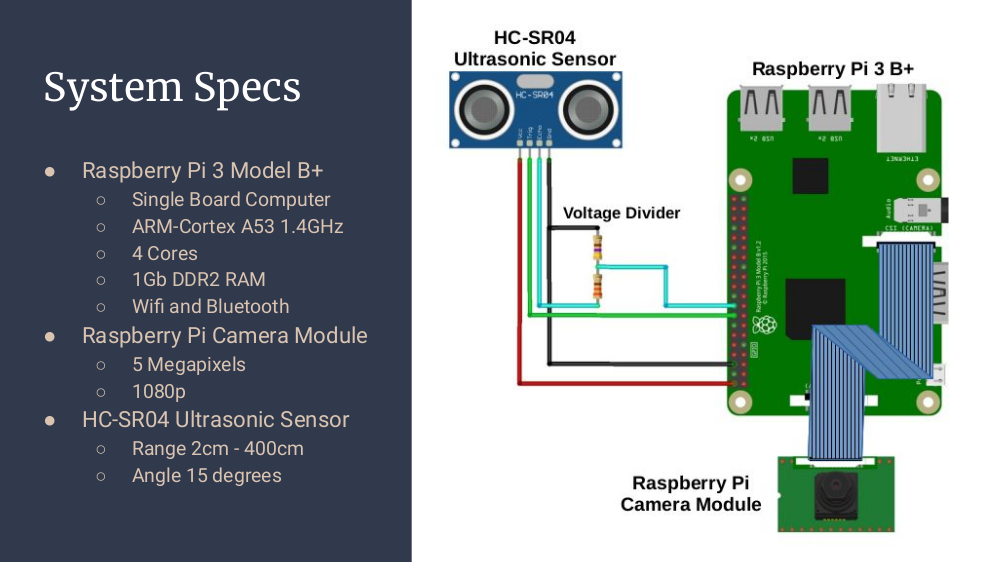 System Specs
Raspberry Pi 3 Model B+
Single Board Computer
ARM-Cortex A53 1.4GHz
4 Cores
1Gb DDR2 RAM
Wifi and Bluetooth
Raspberry Pi Camera Module
5 Megapixels
1080p
HC-SR04 Ultrasonic Sensor
Range 2cm - 400cm
Angle 15 degrees
HC-SR04
Ultrasonic Sensor
HC-SR04
Vcc
Trig
Echo
Gnd
Voltage Divider
Raspberry Pi 3 B+
USB 2x
USB 2x
ETHERNET
Audio
CSI (CAMERA)
Raspberry Pi 3 Model B v1.2
© Raspberry Pi 2015
GPIO
Raspberry Pi
Camera Module